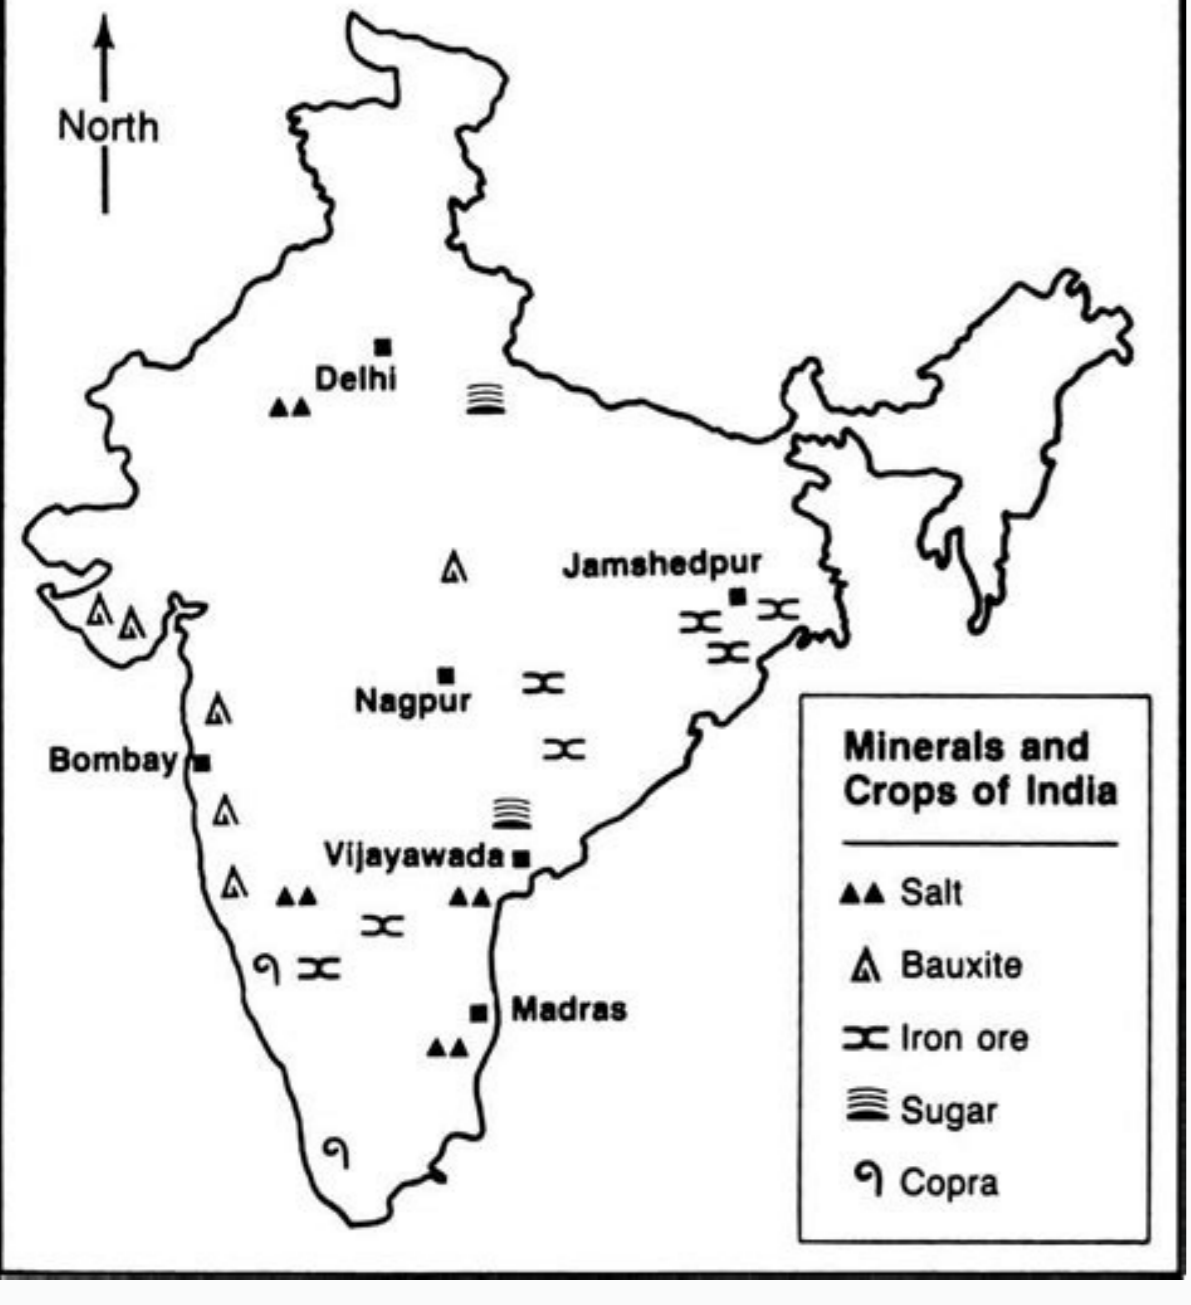 North
Delhi
Jamshedpur
Nagpur
Bombay
Vijayawada
Madras
Minerals and
Crops of India
Salt
Bauxite
Iron ore
Sugar
Copra